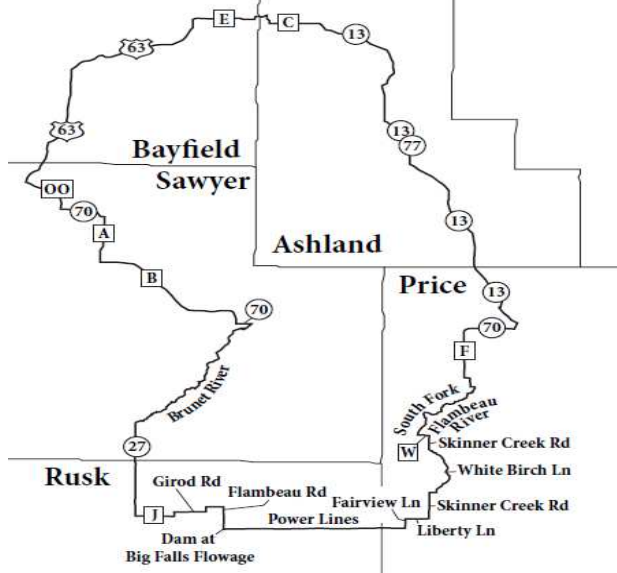 E
C
63
13
63
13
77
Bayfield
Sawyer
OO
70
A
Ashland
13
B
Price
13
70
70
F
Brunet River
South Fork
Flambeau
River
27
W
Skinner Creek Rd
Rusk
White Birch Ln
Girod Rd
Flambeau Rd
Fairview Ln
Skinner Creek Rd
J
Power Lines
Liberty Ln
Dam at
Big Falls Flowage